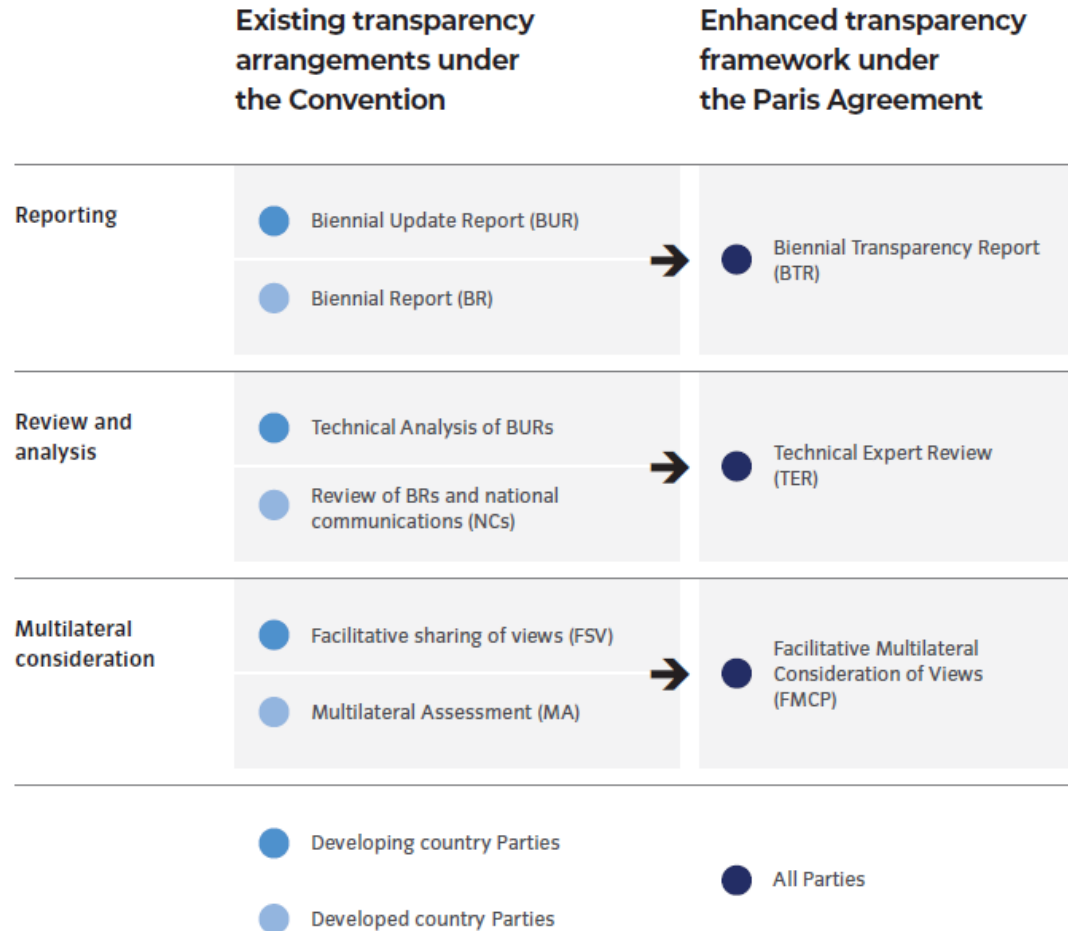 Existing transparency
arrangements under
the Convention
Enhanced transparency
framework under
the Paris Agreement
Reporting
Biennial Update Report (BUR)
Biennial Report (BR)
Biennial Transparency Report
(BTR)
Review and
analysis
Technical Analysis of BURs
Review of BRs and national
communications (NCs)
Technical Expert Review
(TER)
Multilateral
consideration
Facilitative sharing of views (FSV)
Multilateral Assessment (MA)
Facilitative Multilateral
Consideration of Views
(FMCP)
Developing country Parties
Developed country Parties
All Parties